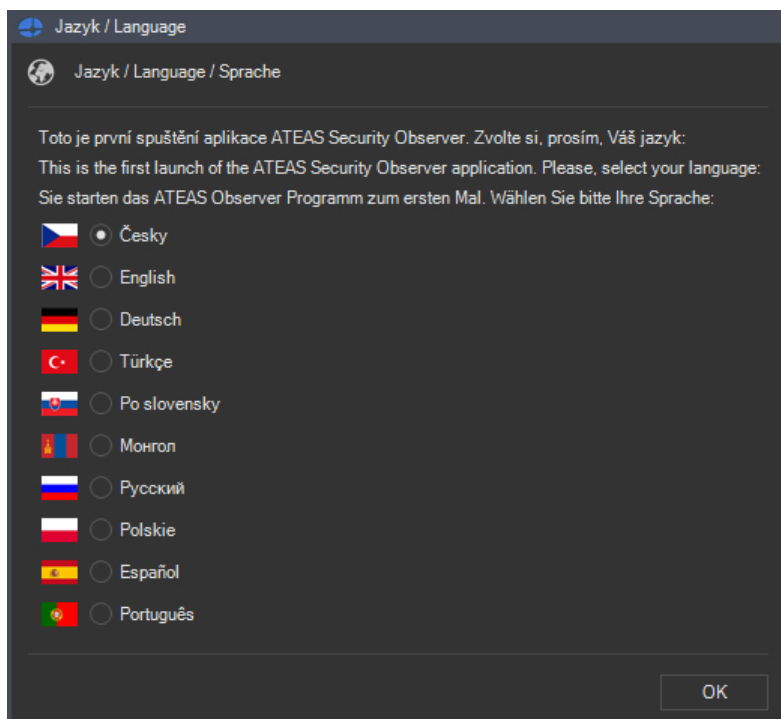 Jazyk / Language
Jazyk / Language / Sprache
Toto je první spuštění aplikace ATEAS Security Observer. Zvolte si, prosím, Váš jazyk:
This is the first launch of the ATEAS Security Observer application. Please, select your language:
Sie starten das ATEAS Observer Programm zum ersten Mal. Wählen Sie bitte Ihre Sprache:
Česky
English
Deutsch
Türkçe
Po slovensky
Монгол
Русский
Polskie
Español
Português
OK